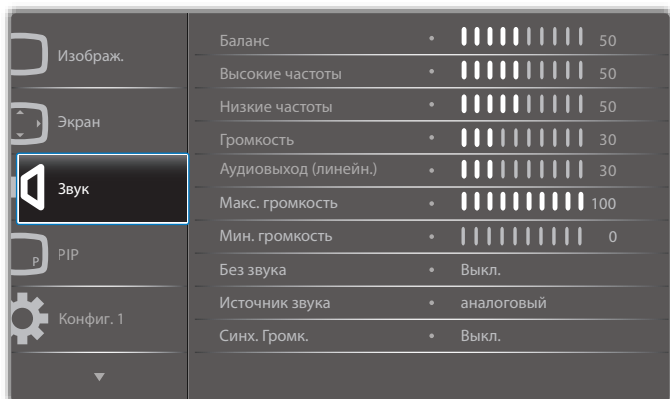 Изображ.
Экран
Звук
P
PIP
Конфиг. 1
Баланс • 50
Высокие частоты • 50
Низкие частоты • 50
Громкость • 30
Аудиовыход (линейн.) • 30
Макс. громкость • 100
Мин. громкость • 0
Без звука • Выкл.
Источник звука • аналоговый
Синх. Громк. • Выкл.